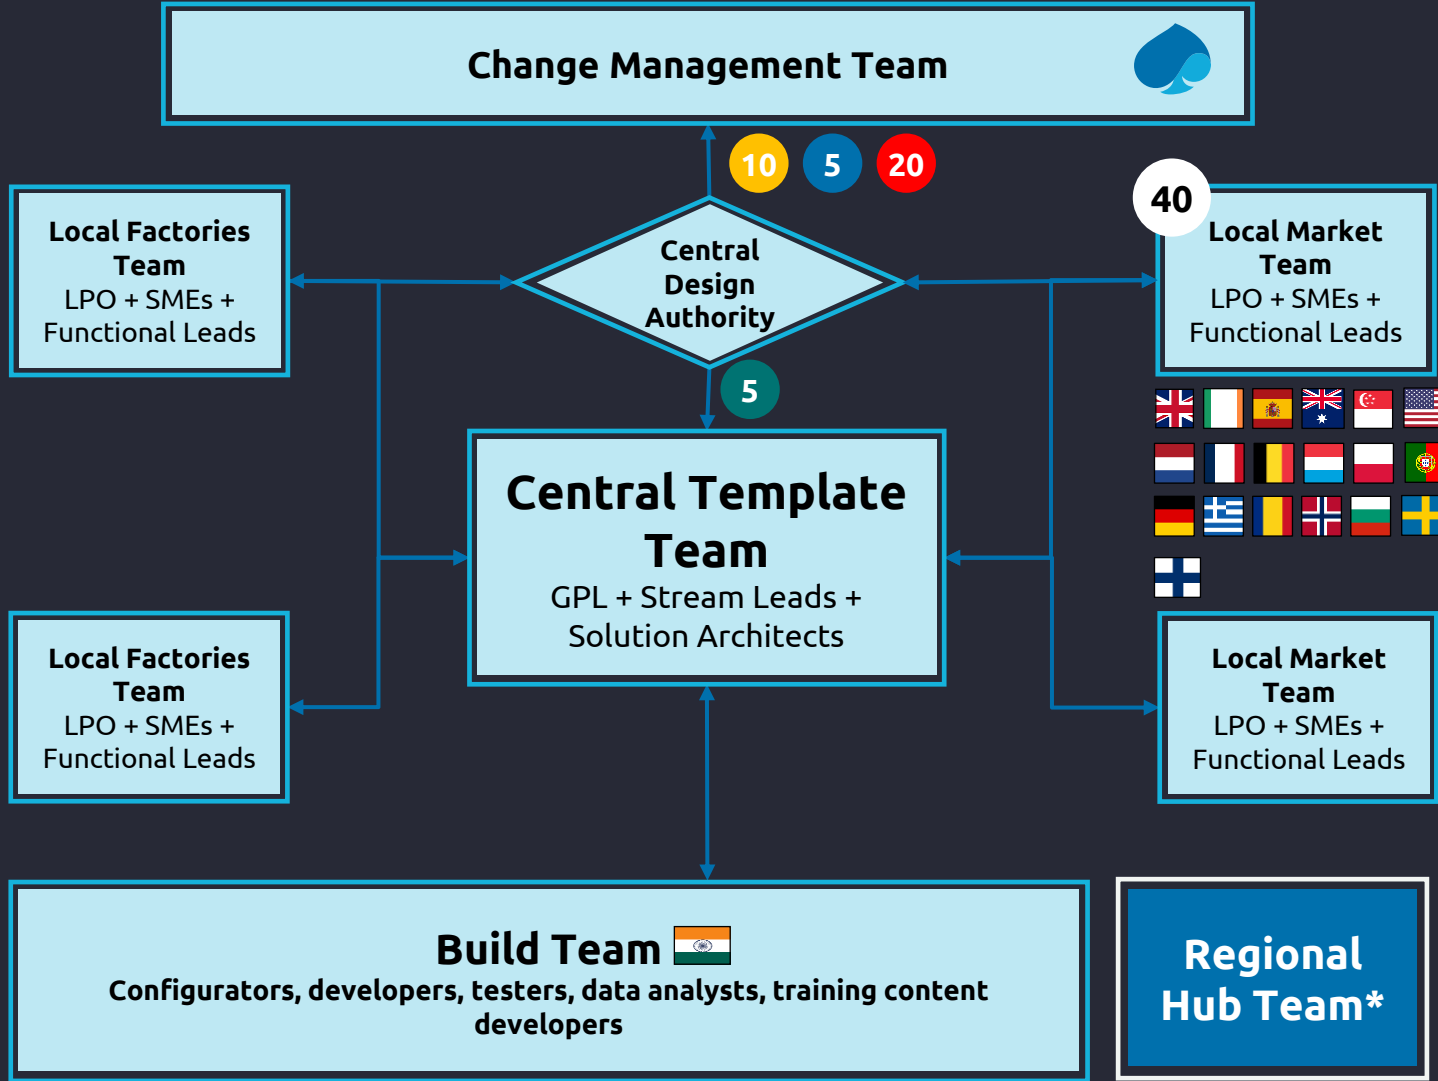 Change Management Team
10
5
20
Local Factories
Team
LPO + SMEs +
Functional Leads
Central
Design
Authority
40
Local Market
Team
LPO + SMEs +
Functional Leads
5
Central Template
Team
GPL + Stream Leads +
Solution Architects
Local Factories
Team
LPO + SMEs +
Functional Leads
Local Market
Team
LPO + SMEs +
Functional Leads
Build Team
Configurators, developers, testers, data analysts, training content
developers
Regional
Hub Team*